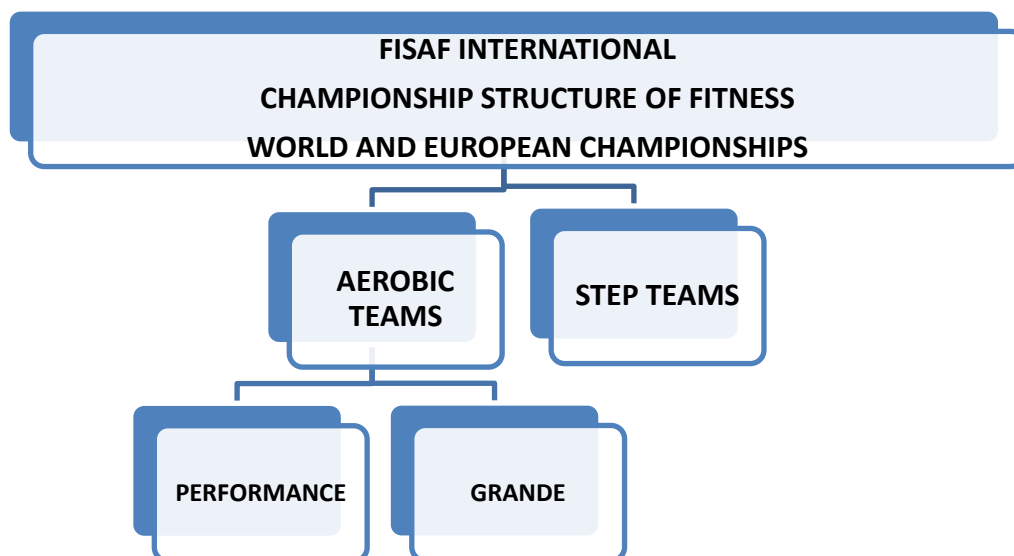 FISAF INTERNATIONAL
CHAMPIONSHIP STRUCTURE OF FITNESS
WORLD AND EUROPEAN CHAMPIONSHIPS
AEROBIC
TEAMS
STEP TEAMS
PERFORMANCE
GRANDE